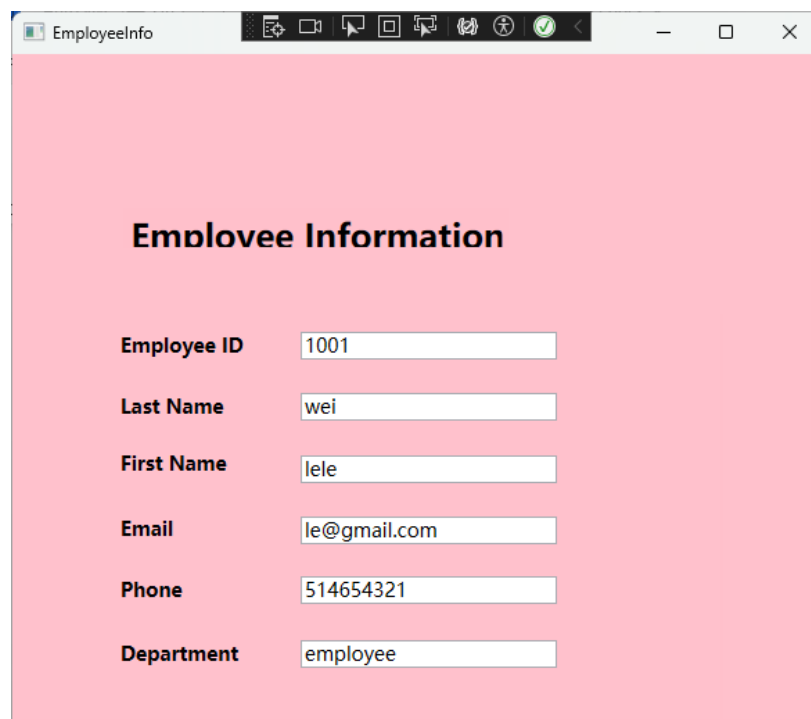 EmployeeInfo
Employee Information
Employee ID 1001
Last Name wei
First Name lele
Email le@gmail.com
Phone 514654321
Department employee